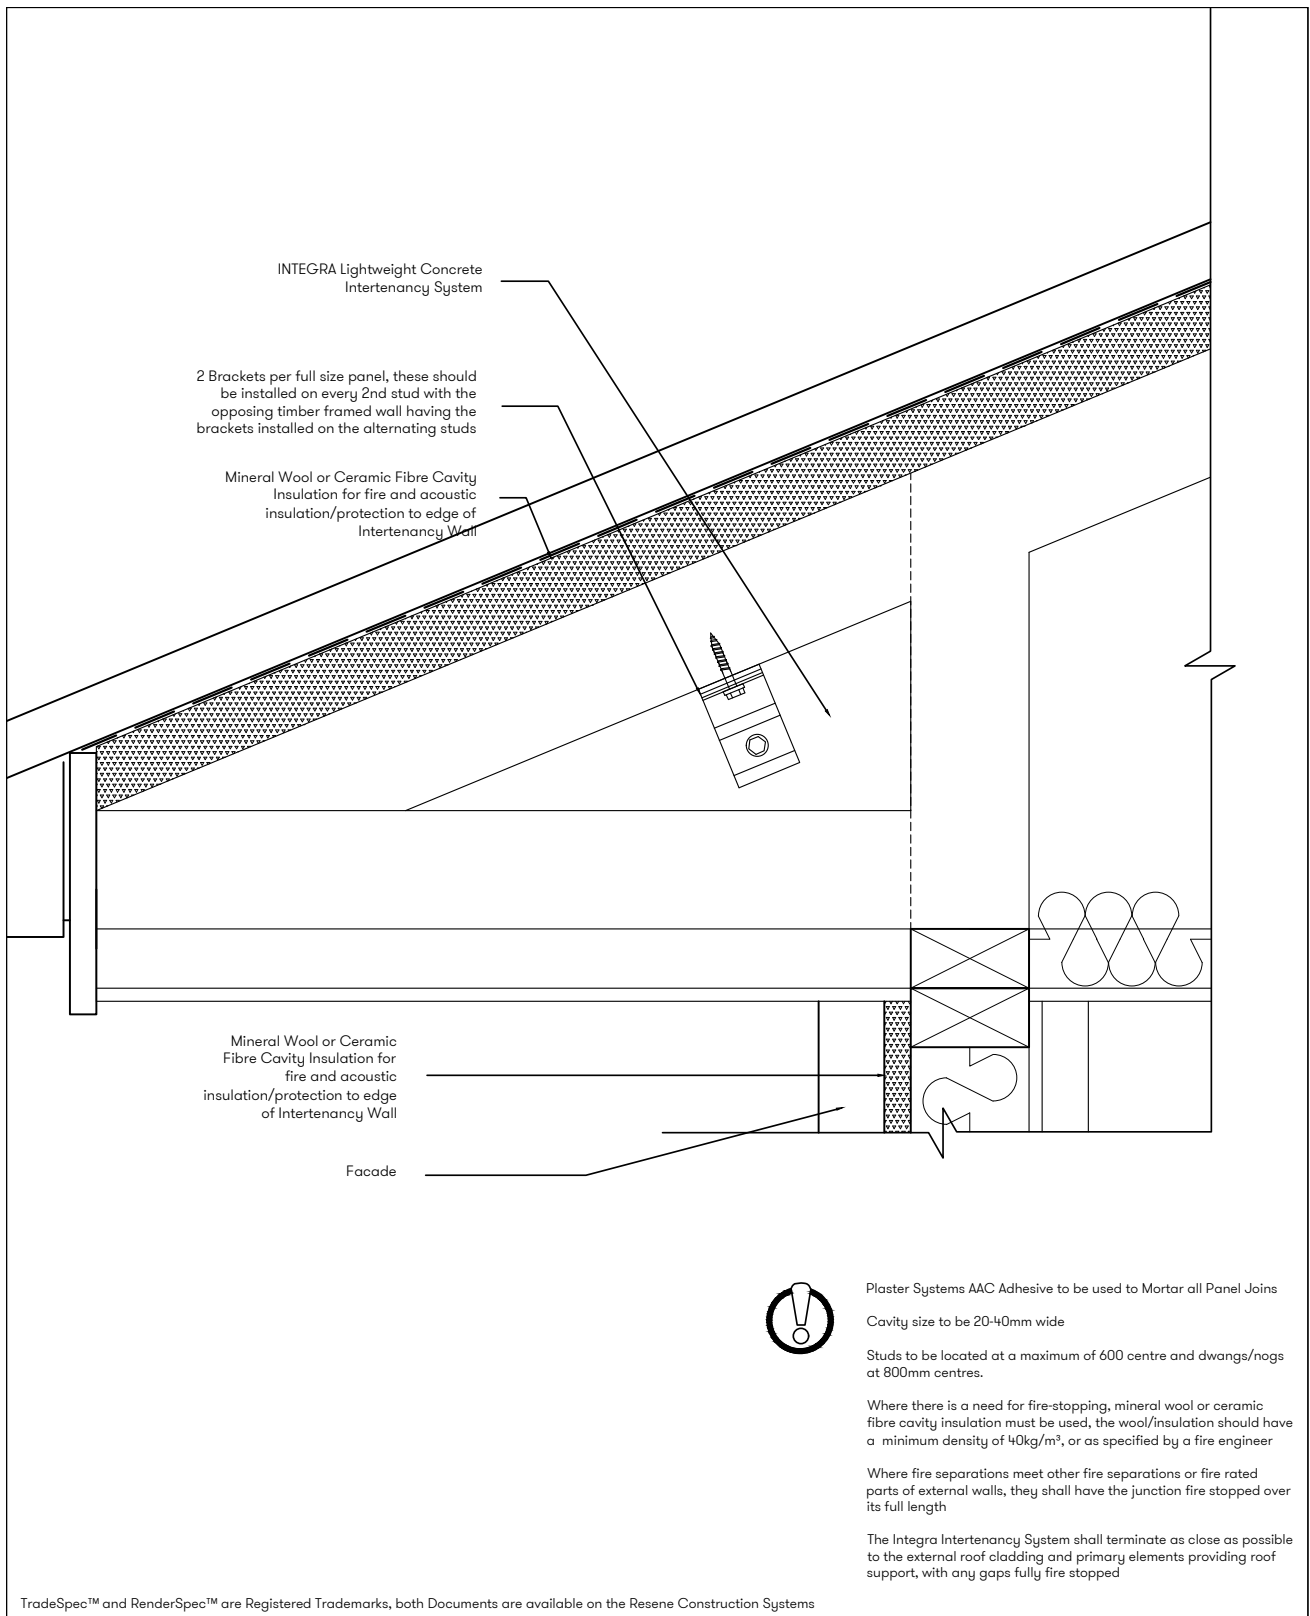 INTEGRA Lightweight Concrete
Intertenancy System
2 Brackets per full size panel, these should
be installed on every 2nd stud with the
opposing timber framed wall having the
brackets installed on the alternating studs
Mineral Wool or Ceramic Fibre Cavity
Insulation for fire and acoustic
insulation/protection to edge of
Intertenancy Wall
Mineral Wool or Ceramic
Fibre Cavity Insulation for
fire and acoustic
insulation/protection to edge
of Intertenancy Wall
Facade
Plaster Systems AAC Adhesive to be used to Mortar all Panel Joins
Cavity size to be 20-40mm wide
Studs to be located at a maximum of 600 centre and dwangs/nogs
at 800mm centres.
Where there is a need for fire-stopping, mineral wool or ceramic
fibre cavity insulation must be used, the wool/insulation should have
a minimum density of 40kg/m³, or as specified by a fire engineer
Where fire separations meet other fire separations or fire rated
parts of external walls, they shall have the junction fire stopped over
its full length
The Integra Intertenancy System shall terminate as close as possible
to the external roof cladding and primary elements providing roof
support, with any gaps fully fire stopped
TradeSpec™ and RenderSpec™ are Registered Trademarks, both Documents are available on the Resene Construction Systems